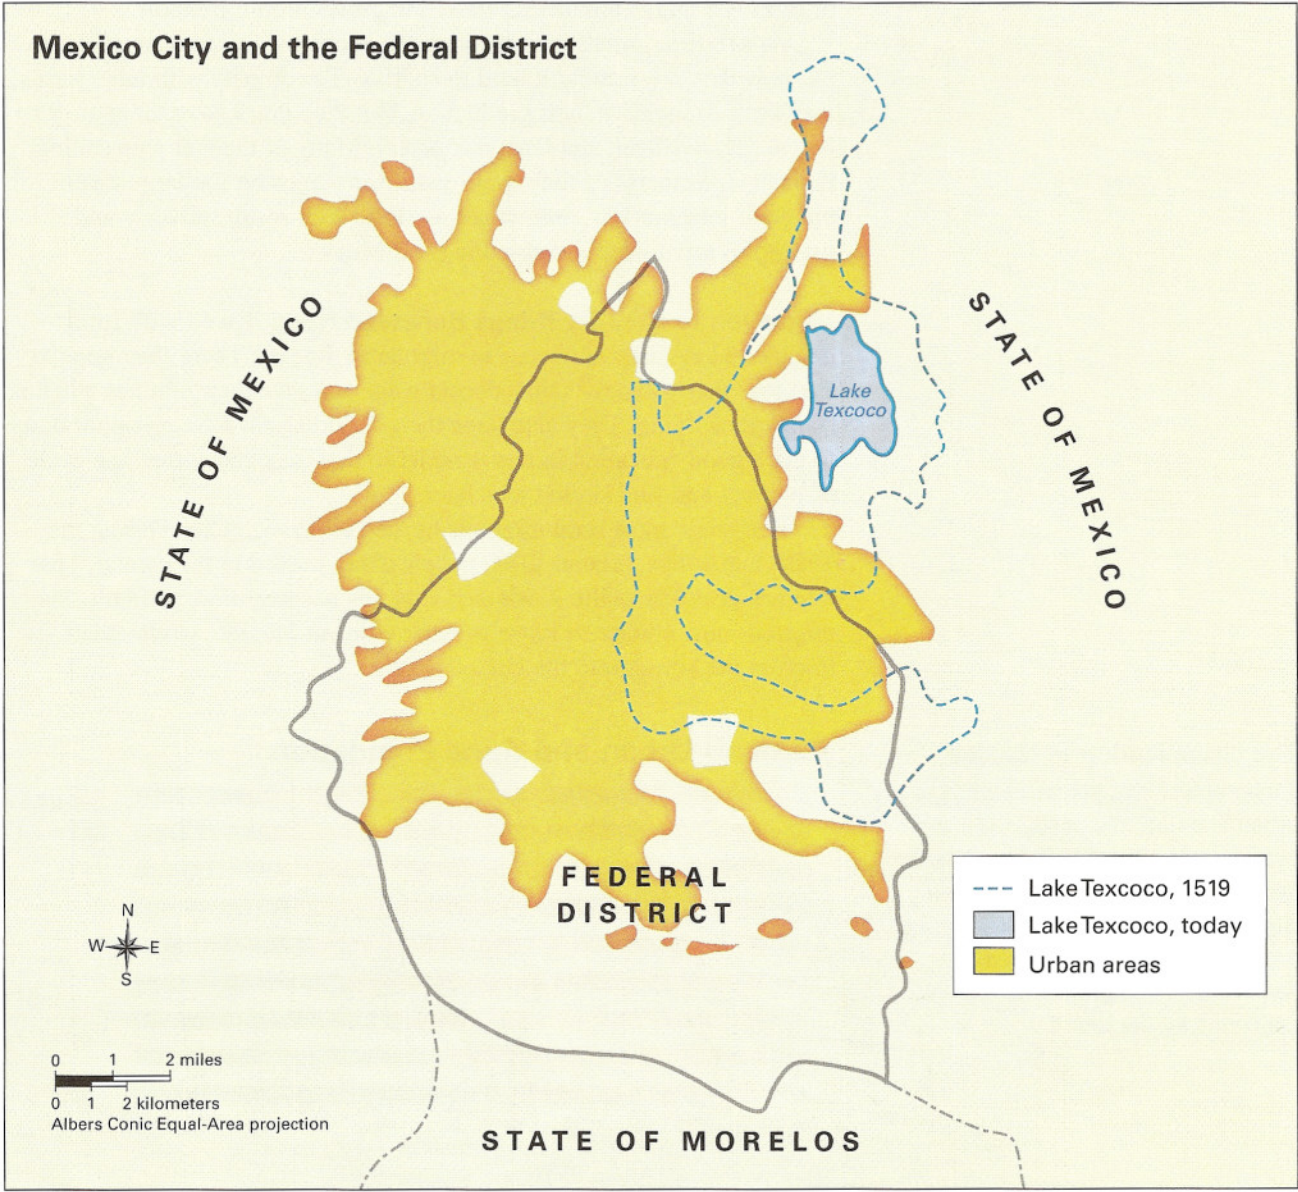 Mexico City and the Federal District
STATE OF MEXICO
STATE OF MEXICO
Lake
Texcoco
FEDERAL
DISTRICT
Lake Texcoco, 1519
Lake Texcoco, today
Urban areas
N
W E
S
0 1 2 miles
0 1 2 kilometers
Albers Conic Equal-Area projection
STATE OF MORELOS